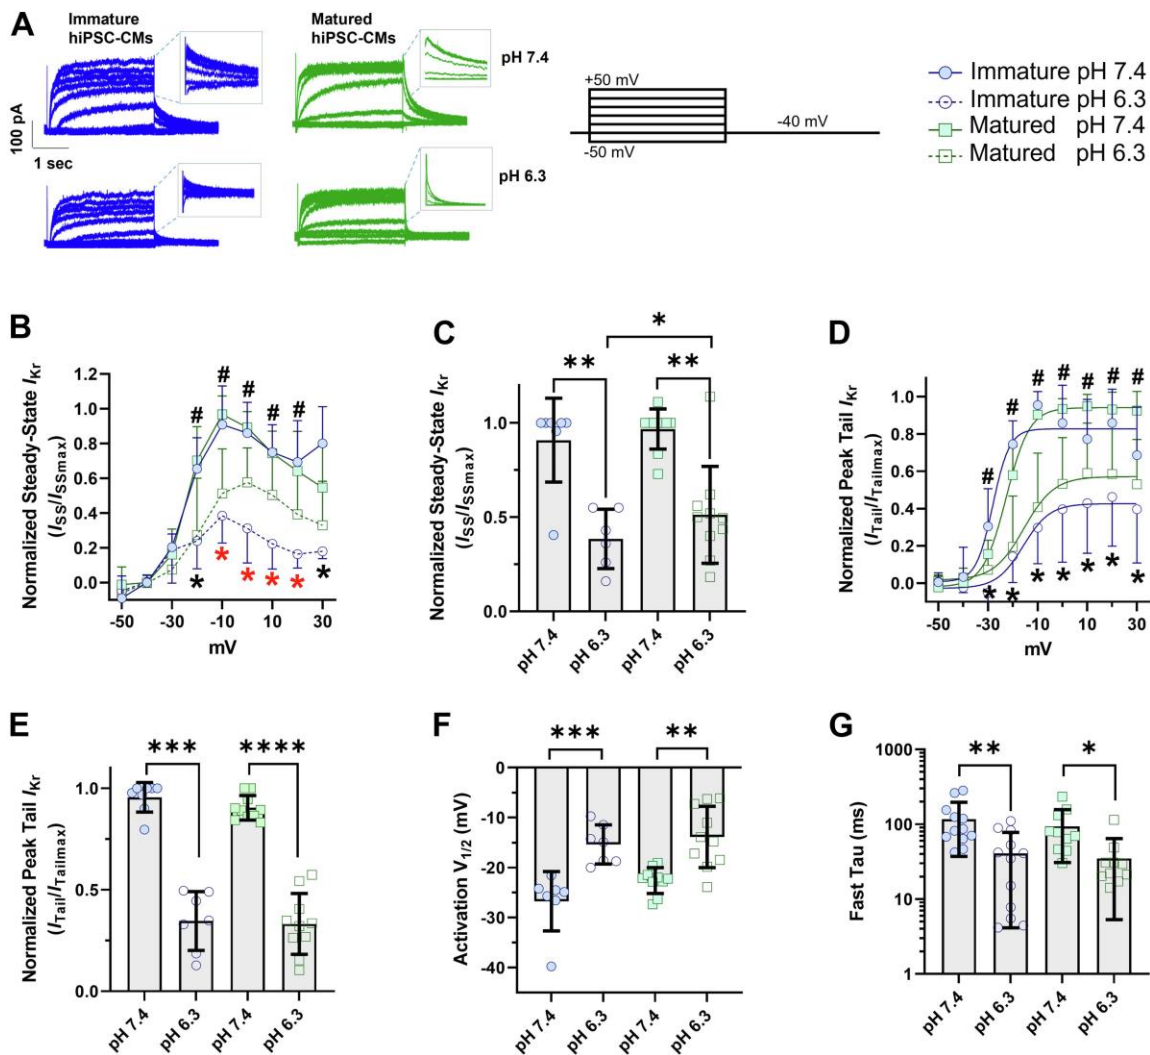 A
Immature
hiPSC-CMs
Matured
hiPSC-CMs
pH 7.4
100 pA
1 sec
pH 6.3
+50 mV
-50 mV
-40 mV
Immature pH 7.4
Immature pH 6.3
Matured pH 7.4
Matured pH 6.3
B
Normalized Steady-State IKr
(ISS/ISSmax)
1.2
1.0
0.8
0.6
0.4
0.2
0.0
# # # # #
* * * * * *
-50 -30 -10 10 30
mV
C
Normalized Steady-State IKr
(ISS/ISSmax)
1.0
0.5
0.0
*
** **
pH 7.4 pH 6.3 pH 7.4 pH 6.3
D
Normalized Peak Tail IKr
(ITail/ITailmax)
1.2
1.0
0.8
0.6
0.4
0.2
0.0
# # # # # # #
* * * * * * *
-50 -30 -10 10 30
mV
E
Normalized Peak Tail IKr
(ITail/ITailmax)
1.0
0.5
0.0
*** ****
pH 7.4 pH 6.3 pH 7.4 pH 6.3
F
Activation V1/2 (mV)
0
-10
-20
-30
-40
*** **
pH 7.4 pH 6.3 pH 7.4 pH 6.3
G
Fast Tau (ms)
1000
100
10
1
** *
pH 7.4 pH 6.3 pH 7.4 pH 6.3